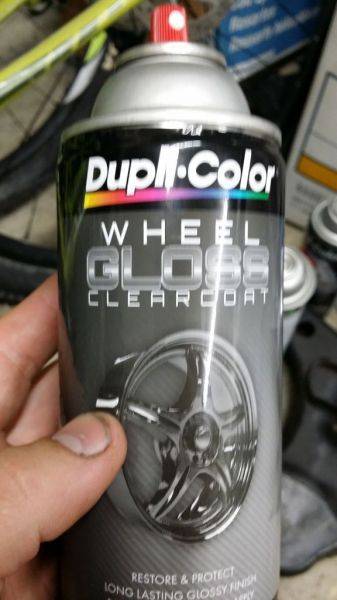 Dupli-Color
WHEEL
GLOSS
CLEARCOAT
RESTORE & PROTECT
LONG LASTING GLOSSY FINISH